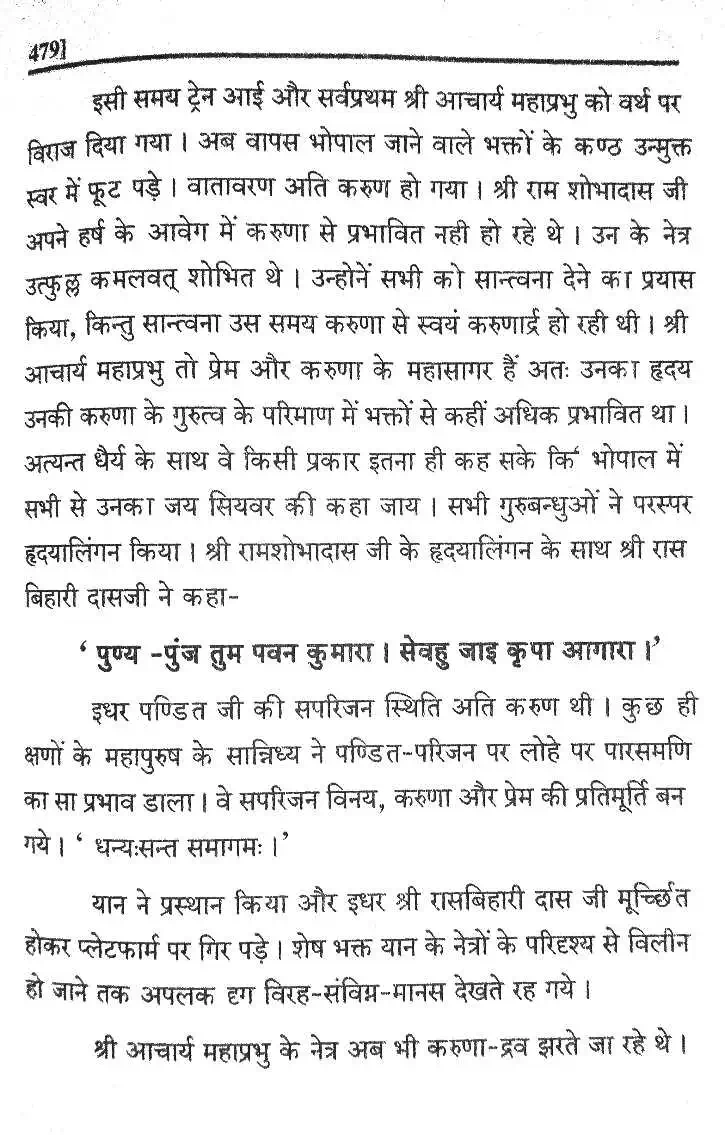 479]
इसी समय ट्रेन आई और सर्वप्रथम श्री आचार्य महाप्रभु को वर्थ पर
विराज दिया गया । अब वापस भोपाल जाने वाले भक्तों के कण्ठ उन्मुक्त
स्वर में फूट पड़े । वातावरण अति करुण हो गया । श्री राम शोभादास जी
अपने हर्ष के आवेग में करुणा से प्रभावित नही हो रहे थे । उन के नेत्र
उत्फुल्ल कमलवत् शोभित थे । उन्होनें सभी को सान्त्वना देने का प्रयास
किया, किन्तु सान्त्वना उस समय करुणा से स्वयं करुणार्द्र हो रही थी । श्री
आचार्य महाप्रभु तो प्रेम और करुणा के महासागर हैं अतः उनका हृदय
उनकी करुणा के गुरुत्व के परिमाण में भक्तों से कहीं अधिक प्रभावित था ।
अत्यन्त धैर्य के साथ वे किसी प्रकार इतना ही कह सके कि‘ भोपाल में
सभी से उनका जय सियवर की कहा जाय । सभी गुरुबन्धुओं ने परस्पर
हृदयालिंगन किया । श्री रामशोभादास जी के हृदयालिंगन के साथ श्री रास
बिहारी दासजी ने कहा-
‘ पुण्य -पुंज तुम पवन कुमारा । सेवहु जाइ कृपा आगारा ।’
इधर पण्डित जी की सपरिजन स्थिति अति करुण थी । कुछ ही
क्षणों के महापुरुष के सान्निध्य ने पण्डित-परिजन पर लोहे पर पारसमणि
का सा प्रभाव डाला । वे सपरिजन विनय, करुणा और प्रेम की प्रतिमूर्ति बन
गये । ‘ धन्यःसन्त समागमः ।’
यान ने प्रस्थान किया और इधर श्री रासबिहारी दास जी मूर्च्छित
होकर प्लेटफार्म पर गिर पड़े । शेष भक्त यान के नेत्रों के परिदृश्य से विलीन
हो जाने तक अपलक दृग विरह-संविग्न-मानस देखते रह गये ।
श्री आचार्य महाप्रभु के नेत्र अब भी करुणा-द्रव झरते जा रहे थे ।